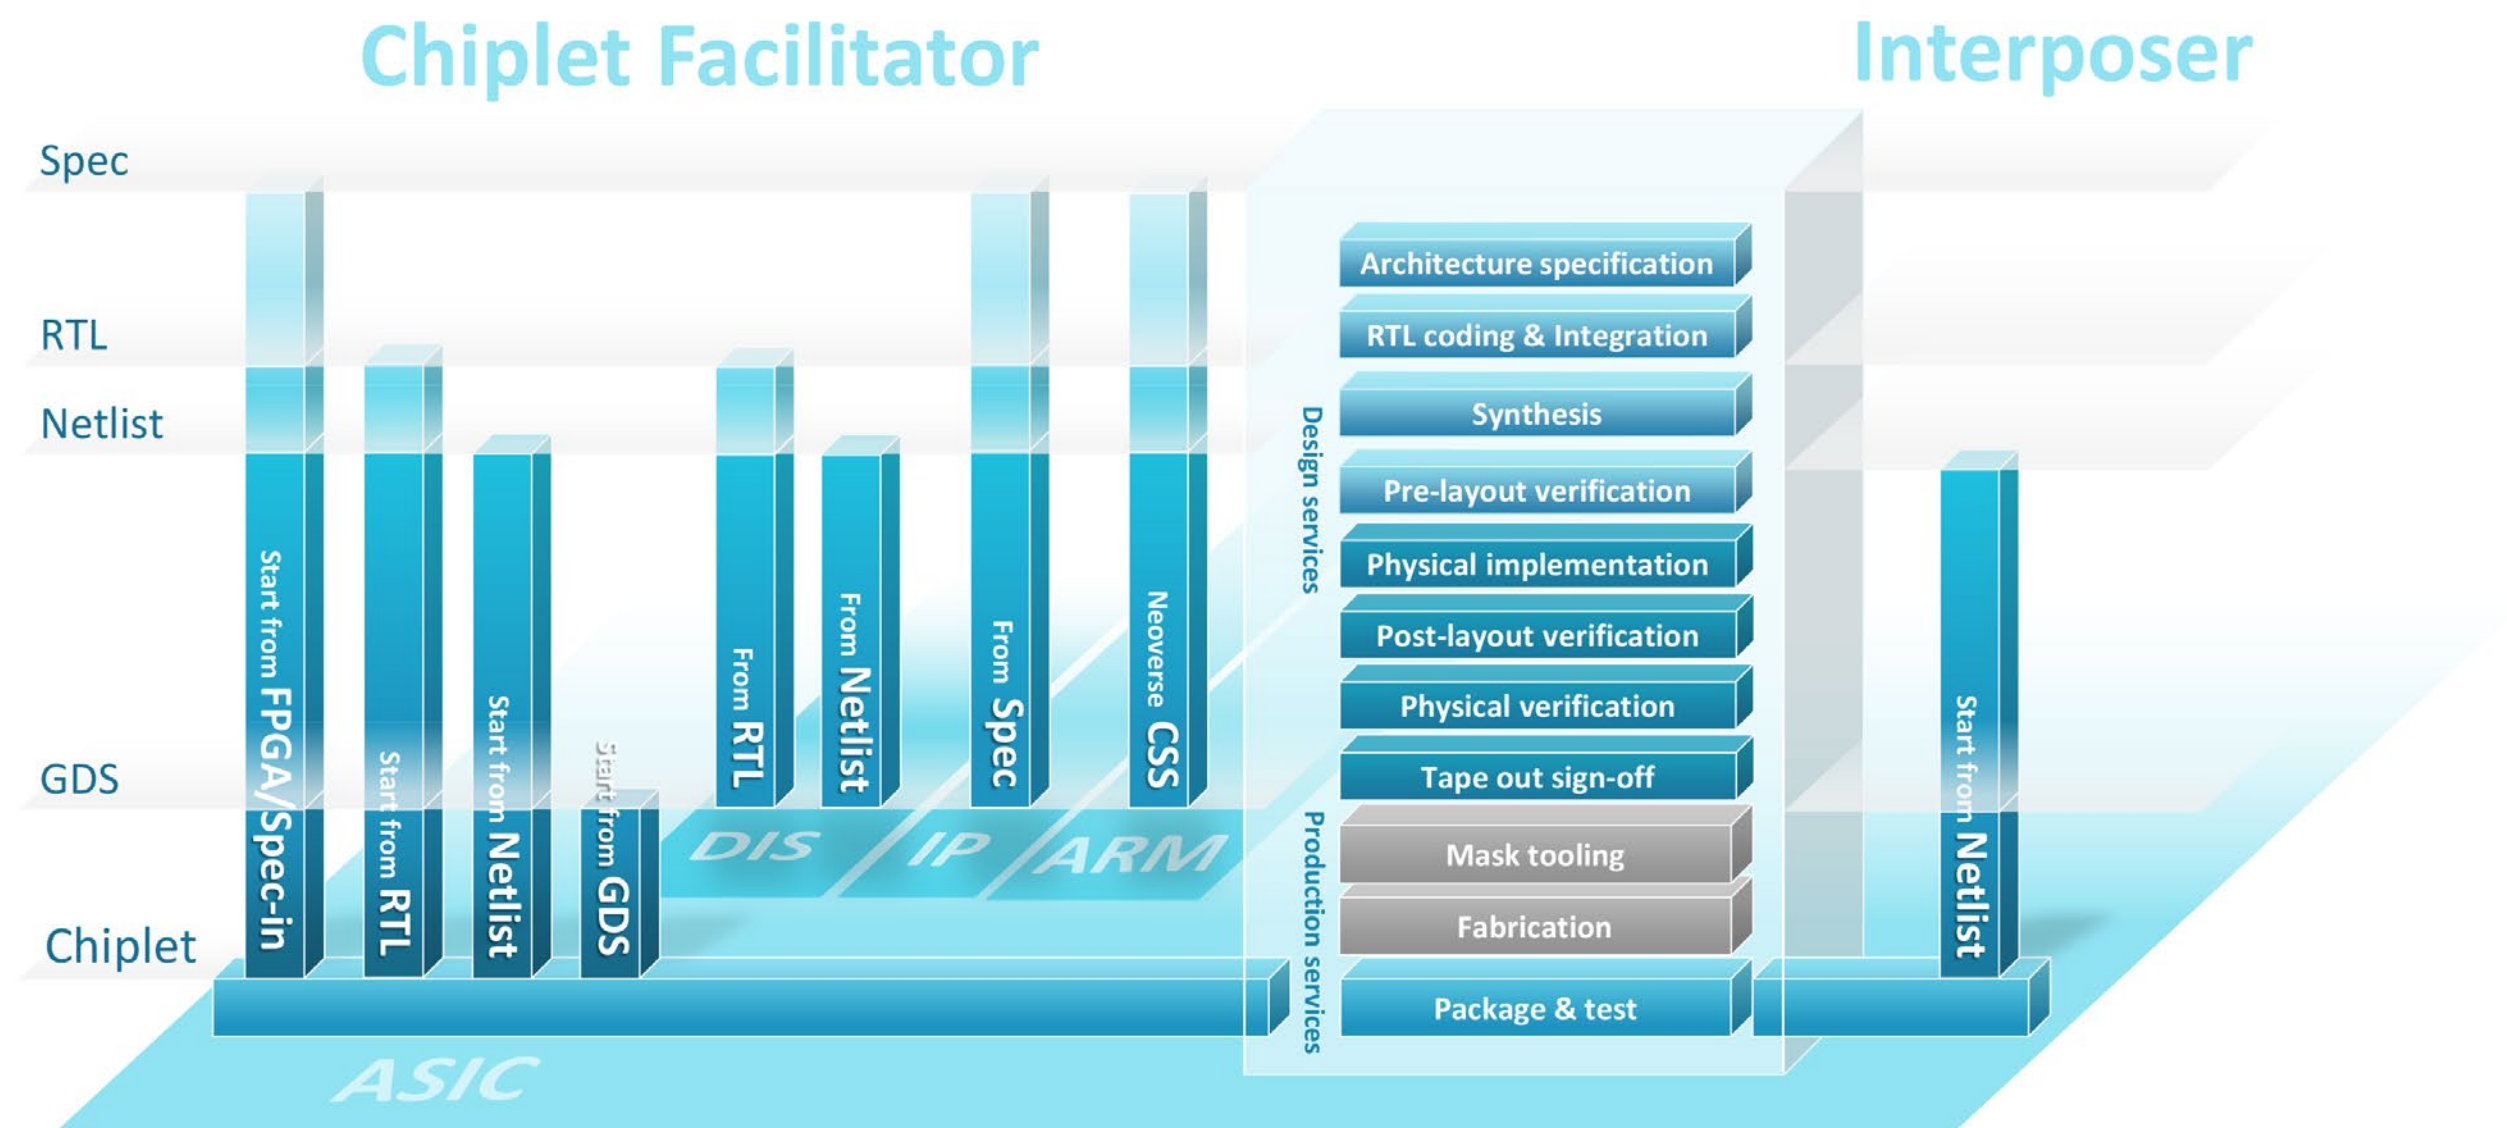 Chiplet Facilitator
Interposer
Spec
RTL
Netlist
GDS
Chiplet
Start from FPGA/Spec-in
Start from RTL
Start from Netlist
Start from GDS
From RTL
From Netlist
From Spec
Neoverse CSS
DIS
IP
ARM
ASIC
Design services
Architecture specification
RTL coding & Integration
Synthesis
Pre-layout verification
Physical implementation
Post-layout verification
Physical verification
Tape out sign-off
Production services
Mask tooling
Fabrication
Package & test
Start from Netlist